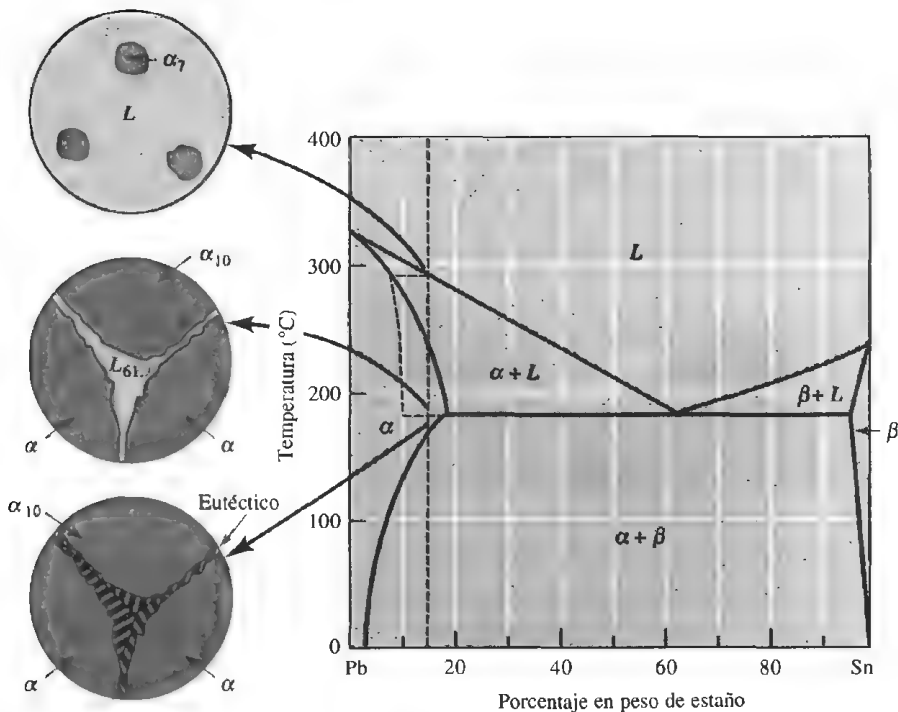 α7
L
400
α10
300
L
L61.
Temperatura (°C)
α + L
200
β + L
α
α
α
β
Eutéctico
α10
100
α + β
α
α
0
Pb
20
40
60
80
Sn
Porcentaje en peso de estaño